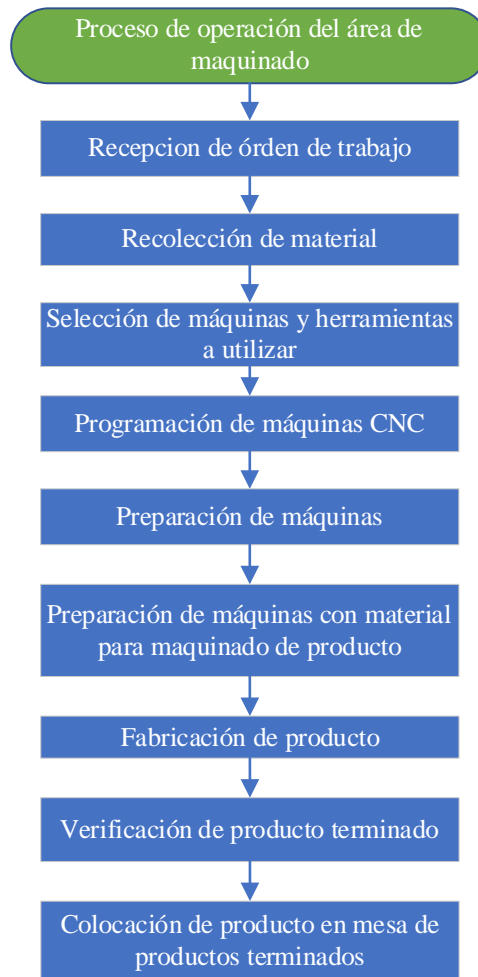 Proceso de operación del área de
maquinado
Recepcion de órden de trabajo
Recolección de material
Selección de máquinas y herramientas
a utilizar
Programación de máquinas CNC
Preparación de máquinas
Preparación de máquinas con material
para maquinado de producto
Fabricación de producto
Verificación de producto terminado
Colocación de producto en mesa de
productos terminados